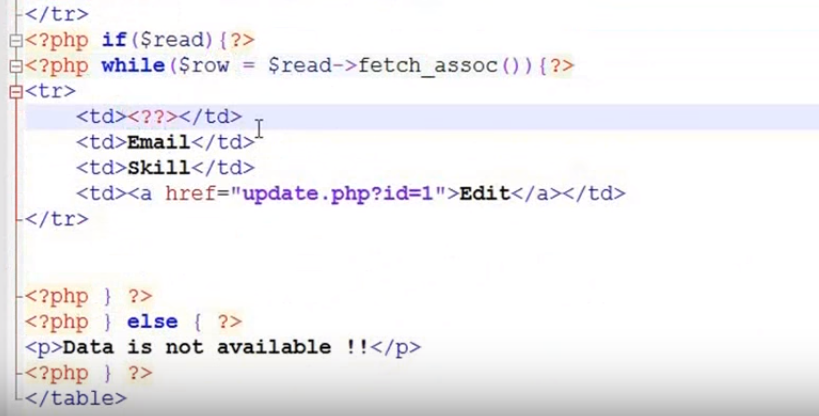 </tr>
<?php if($read){?>
<?php while($row = $read->fetch_assoc()){?>
<tr>
<td><??></td>
<td>Email</td>
<td>Skill</td>
<td><a href="update.php?id=1">Edit</a></td>
</tr>
<?php } ?>
<?php } else { ?>
<p>Data is not available !!</p>
<?php } ?>
</table>